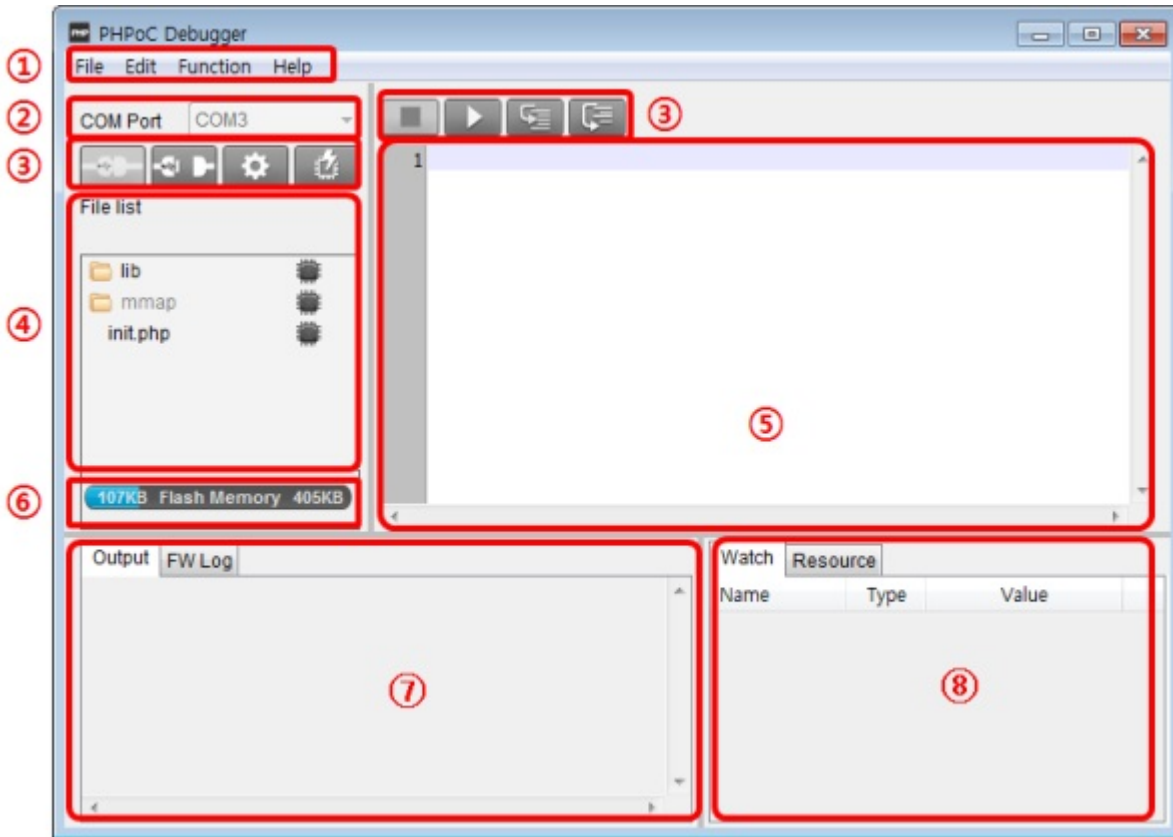 PHP PHPoC Debugger
① File Edit Function Help
② COM Port COM3
③
③
1
File list
lib
mmap
init.php
④
⑤
⑥ 107KB Flash Memory 405KB
Output FW Log
⑦
Watch Resource
Name Type Value
⑧